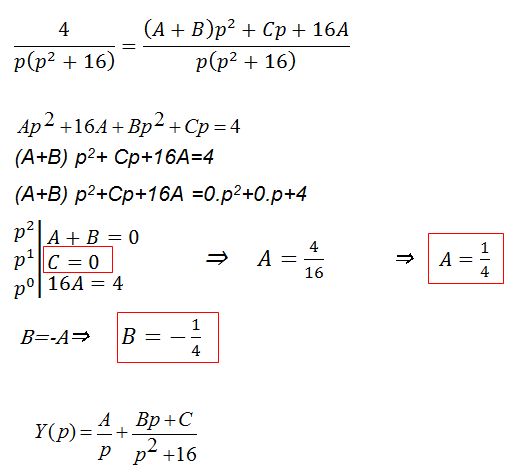 4/(p(p² + 16)) = ((A + B)p² + Cp + 16A)/(p(p² + 16))
Ap² +16A + Bp² + Cp = 4
(A+B) p²+ Cp+16A=4
(A+B) p²+Cp+16A =0.p²+0.p+4
p² | A + B = 0
p¹ | C = 0 ⇒ A = 4/16 ⇒ A = 1/4
p⁰ | 16A = 4
B=-A⇒ B = −1/4
Y(p) = A/p + (Bp + C)/(p² +16)